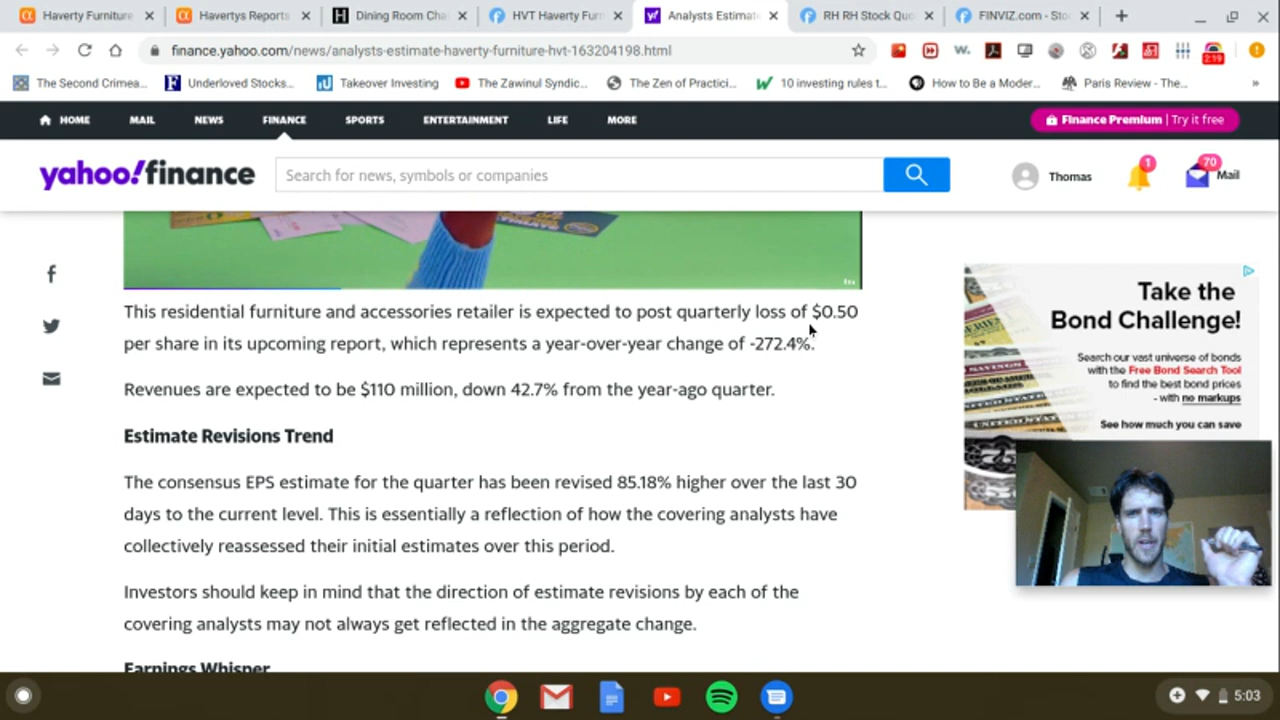 Haverty Furniture
Havertys Reports
Dining Room Cha
HVT Haverty Furn
Analysts Estimat
RH RH Stock Quo
FINVIZ.com - Sto
finance.yahoo.com/news/analysts-estimate-haverty-furniture-hvt-163204198.html
2:19
The Second Crimea...
Underloved Stocks...
Takeover Investing
The Zawinul Syndic...
The Zen of Practici...
10 investing rules t...
How to Be a Moder...
Paris Review - The...
»
HOME
MAIL
NEWS
FINANCE
SPORTS
ENTERTAINMENT
LIFE
MORE
Finance Premium | Try it free
yahoo!finance
Search for news, symbols or companies
Thomas
1
70
Mail
This residential furniture and accessories retailer is expected to post quarterly loss of $0.50
per share in its upcoming report, which represents a year-over-year change of -272.4%.
Revenues are expected to be $110 million, down 42.7% from the year-ago quarter.
Estimate Revisions Trend
The consensus EPS estimate for the quarter has been revised 85.18% higher over the last 30
days to the current level. This is essentially a reflection of how the covering analysts have
collectively reassessed their initial estimates over this period.
Investors should keep in mind that the direction of estimate revisions by each of the
covering analysts may not always get reflected in the aggregate change.
Earnings Whisper
Take the
Bond Challenge!
Search our vast universe of bonds
with the Free Bond Search Tool
to find the best bond prices
- with no markups
See how much you can save
5:03